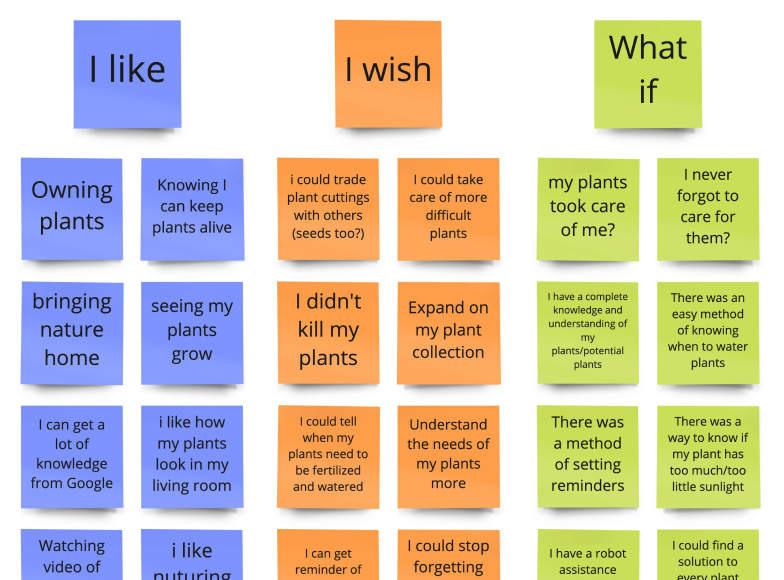 I like
I wish
What
if
Owning
plants
Knowing I
can keep
plants alive
i could trade
plant cuttings
with others
(seeds too?)
I could take
care of more
difficult
plants
my plants
took care
of me?
I never
forgot to
care for
them?
bringing
nature
home
seeing my
plants
grow
I didn't
kill my
plants
Expand on
my plant
collection
I have a complete
knowledge and
understanding of
my
plants/potential
plants
There was an
easy method
of knowing
when to water
plants
I can get a
lot of
knowledge
from Google
i like how
my plants
look in my
living room
I could tell
when my
plants need to
be fertilized
and watered
Understand
the needs of
my plants
more
There was
a method
of setting
reminders
There was a
way to know if
my plant has
too much/too
little sunlight
Watching
video of
i like
nuturing
I can get
reminder of
I could stop
forgetting
I have a robot
assistance
I could find a
solution to
every plant